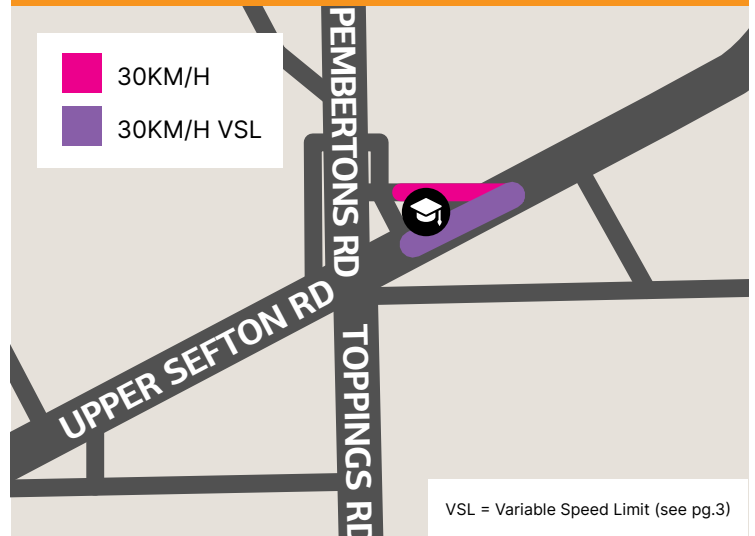 30KM/H
30KM/H VSL
PEMBERTONS RD
UPPER SEFTON RD
TOPPINGS RD
VSL = Variable Speed Limit (see pg.3)